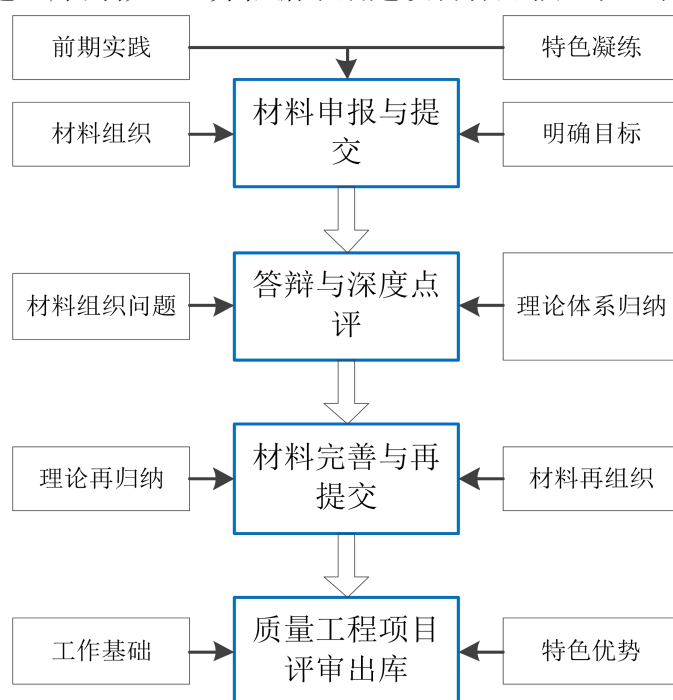 前期实践
特色凝练
材料申报与提
交
材料组织
明确目标
答辩与深度点
评
材料组织问题
理论体系归纳
材料完善与再
提交
理论再归纳
材料再组织
质量工程项目
评审出库
工作基础
特色优势